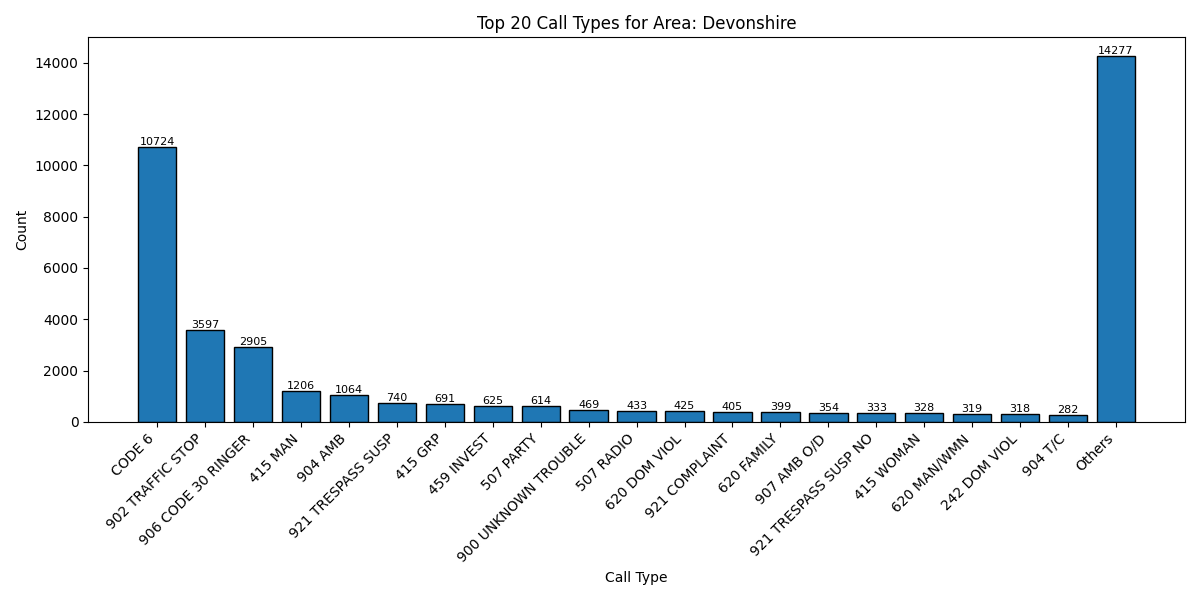 Top 20 Call Types for Area: Devonshire
Count
14000
12000
10000
8000
6000
4000
2000
0
10724
3597
2905
1206
1064
740
691
625
614
469
433
425
405
399
354
333
328
319
318
282
14277
CODE 6
902 TRAFFIC STOP
906 CODE 30 RINGER
415 MAN
904 AMB
921 TRESPASS SUSP
415 GRP
459 INVEST
507 PARTY
900 UNKNOWN TROUBLE
507 RADIO
620 DOM VIOL
921 COMPLAINT
620 FAMILY
907 AMB O/D
921 TRESPASS SUSP NO
415 WOMAN
620 MAN/WMN
242 DOM VIOL
904 T/C
Others
Call Type